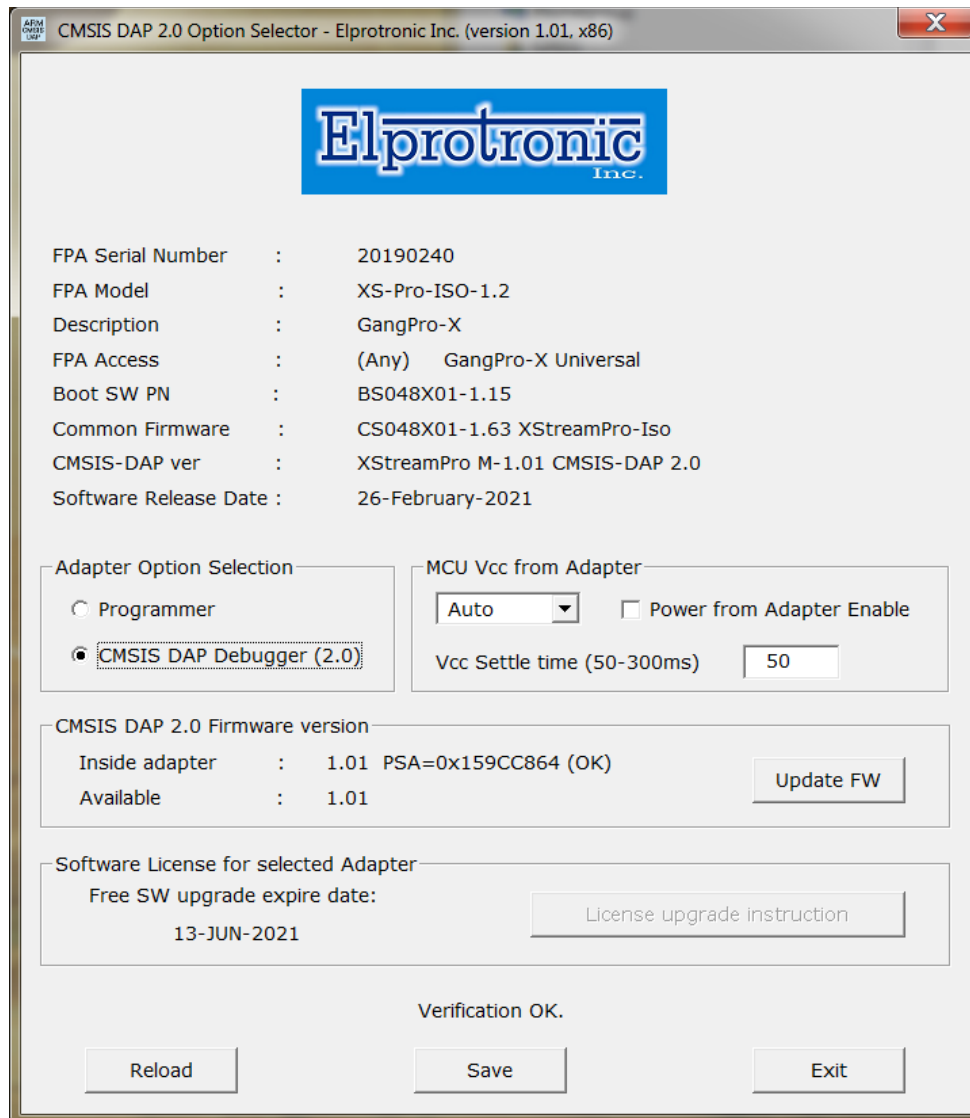 ARM
CMSIS
DAP
CMSIS DAP 2.0 Option Selector - Elprotronic Inc. (version 1.01, x86)
Elprotronic
Inc.
FPA Serial Number : 20190240
FPA Model : XS-Pro-ISO-1.2
Description : GangPro-X
FPA Access : (Any) GangPro-X Universal
Boot SW PN : BS048X01-1.15
Common Firmware : CS048X01-1.63 XStreamPro-Iso
CMSIS-DAP ver : XStreamPro M-1.01 CMSIS-DAP 2.0
Software Release Date : 26-February-2021
Adapter Option Selection
Programmer
CMSIS DAP Debugger (2.0)
MCU Vcc from Adapter
Auto Power from Adapter Enable
Vcc Settle time (50-300ms) 50
CMSIS DAP 2.0 Firmware version
Inside adapter : 1.01 PSA=0x159CC864 (OK)
Available : 1.01
Update FW
Software License for selected Adapter
Free SW upgrade expire date:
13-JUN-2021
License upgrade instruction
Verification OK.
Reload Save Exit